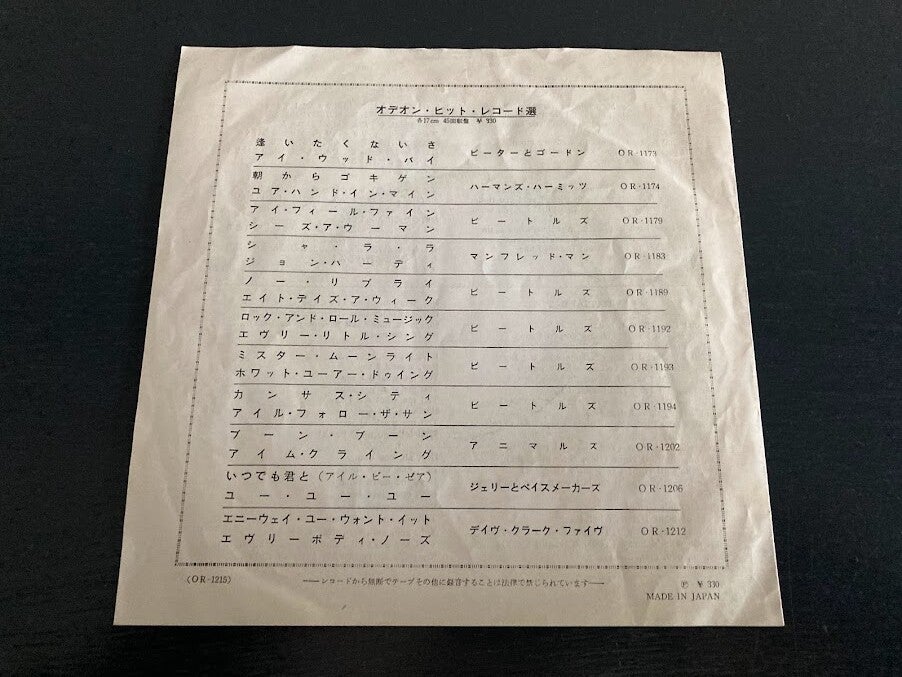 オデオン・ヒット・レコード選
各17cm 45回転盤 ¥ 330
逢いたくないさ
アイ・ウッド・バイ
ピーターとゴードン OR-1173
朝からゴキゲン
ユア・ハンド・イン・マイン
ハーマンズ・ハーミッツ OR-1174
アイ・フィール・ファイン
シーズ・ア・ウーマン
ビートルズ OR-1179
シャ・ラ・ラ
ジョン・ハーディ
マンフレッド・マン OR-1183
ノー・リプライ
エイト・デイズ・ア・ウィーク
ビートルズ OR-1189
ロック・アンド・ロール・ミュージック
エヴリー・リトル・シング
ビートルズ OR-1192
ミスター・ムーンライト
ホワット・ユーアー・ドゥイング
ビートルズ OR-1193
カンサス・シティ
アイル・フォロー・ザ・サン
ビートルズ OR-1194
ブーン・ブーン
アイム・クライング
アニマルズ OR-1202
いつでも君と（アイル・ビー・ゼア）
ユー・ユー・ユー
ジェリーとペイスメーカーズ OR-1206
エニーウェイ・ユー・ウォント・イット
エヴリーボディ・ノーズ
デイヴ・クラーク・ファイヴ OR-1212
(OR-1215) ──レコードから無断でテープその他に録音することは法律で禁じられています── Ⓟ ¥ 330
MADE IN JAPAN